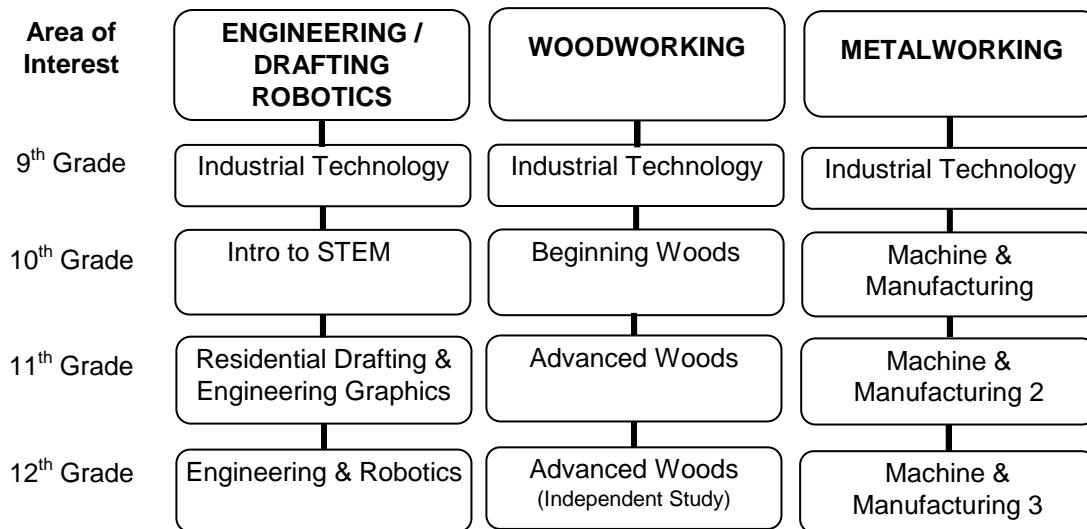 Area of
Interest
ENGINEERING /
DRAFTING
ROBOTICS
WOODWORKING
METALWORKING
9th Grade
Industrial Technology
Industrial Technology
Industrial Technology
10th Grade
Intro to STEM
Beginning Woods
Machine &
Manufacturing
11th Grade
Residential Drafting &
Engineering Graphics
Advanced Woods
Machine &
Manufacturing 2
12th Grade
Engineering & Robotics
Advanced Woods
(Independent Study)
Machine &
Manufacturing 3